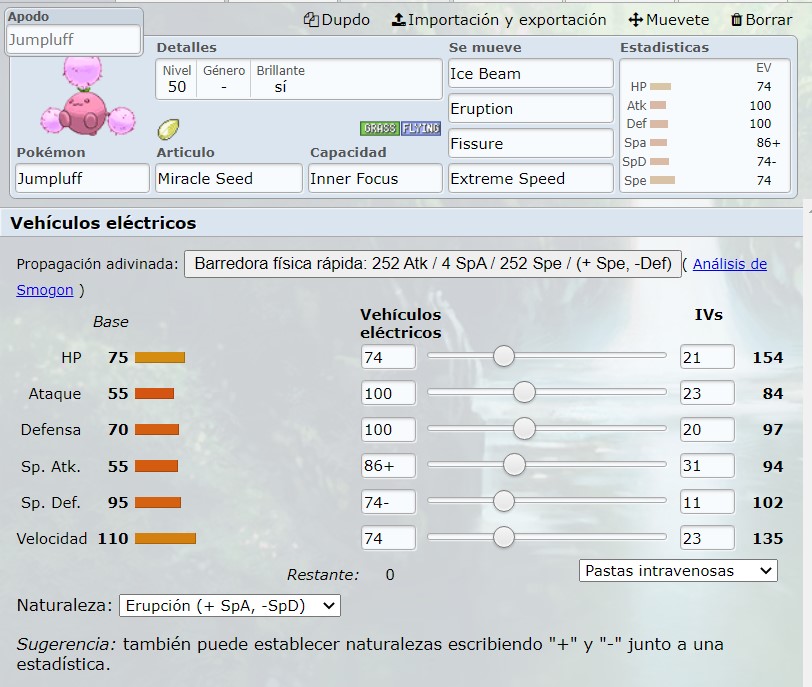 Apodo
Jumpluff
Dupdo Importación y exportación Muevete Borrar
Detalles
Nivel Género Brillante
50 - sí
GRASS FLYING
Pokémon Articulo Capacidad
Jumpluff Miracle Seed Inner Focus
Se mueve
Ice Beam
Eruption
Fissure
Extreme Speed
Estadisticas
EV
HP 74
Atk 100
Def 100
Spa 86+
SpD 74-
Spe 74
Vehículos eléctricos
Propagación adivinada: Barredora física rápida: 252 Atk / 4 SpA / 252 Spe / (+ Spe, -Def) ( Análisis de
Smogon )
Base Vehículos
eléctricos IVs
HP 75 74 21 154
Ataque 55 100 23 84
Defensa 70 100 20 97
Sp. Atk. 55 86+ 31 94
Sp. Def. 95 74- 11 102
Velocidad 110 74 23 135
Restante: 0 Pastas intravenosas
Naturaleza: Erupción (+ SpA, -SpD)
Sugerencia: también puede establecer naturalezas escribiendo "+" y "-" junto a una
estadística.